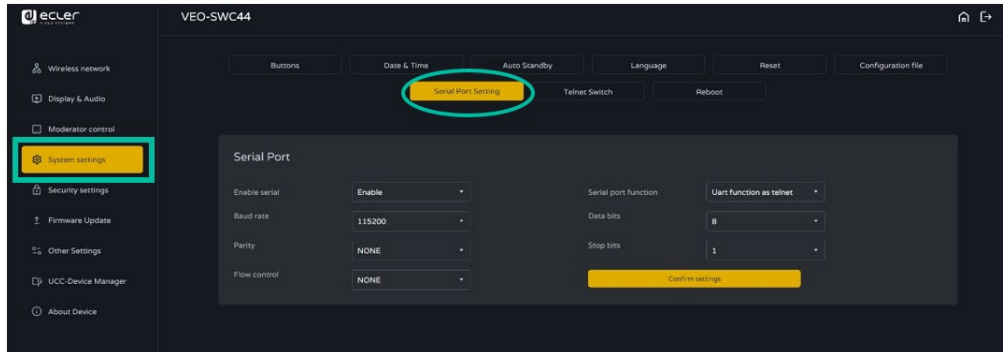 ecler
VEO-SWC44
Wireless network
Display & Audio
Moderator control
System settings
Security settings
Firmware Update
Other Settings
UCC-Device Manager
About Device
Buttons
Date & Time
Auto Standby
Language
Reset
Configuration file
Serial Port Setting
Telnet Switch
Reboot
Serial Port
Enable serial
Enable
Serial port function
Uart function as telnet
Baud rate
115200
Data bits
8
Parity
NONE
Stop bits
1
Flow control
NONE
Confirm settings